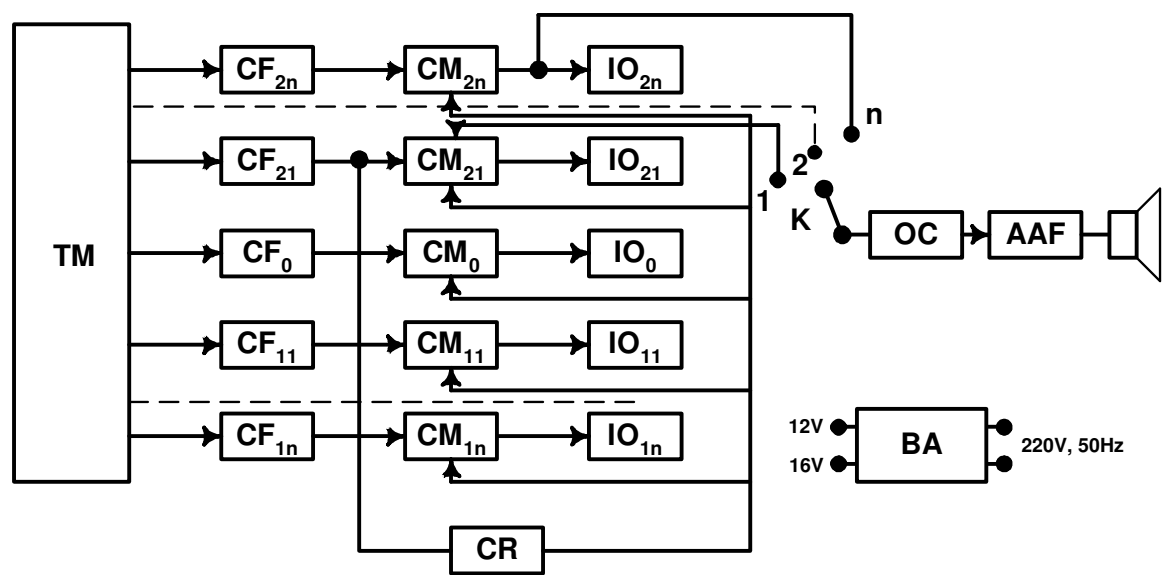 TM
CF2n CM2n IO2n
n
CF21 CM21 IO21
2
1
K
CF0 CM0 IO0
OC AAF
CF11 CM11 IO11
CF1n CM1n IO1n
12V
16V
BA
220V, 50Hz
CR